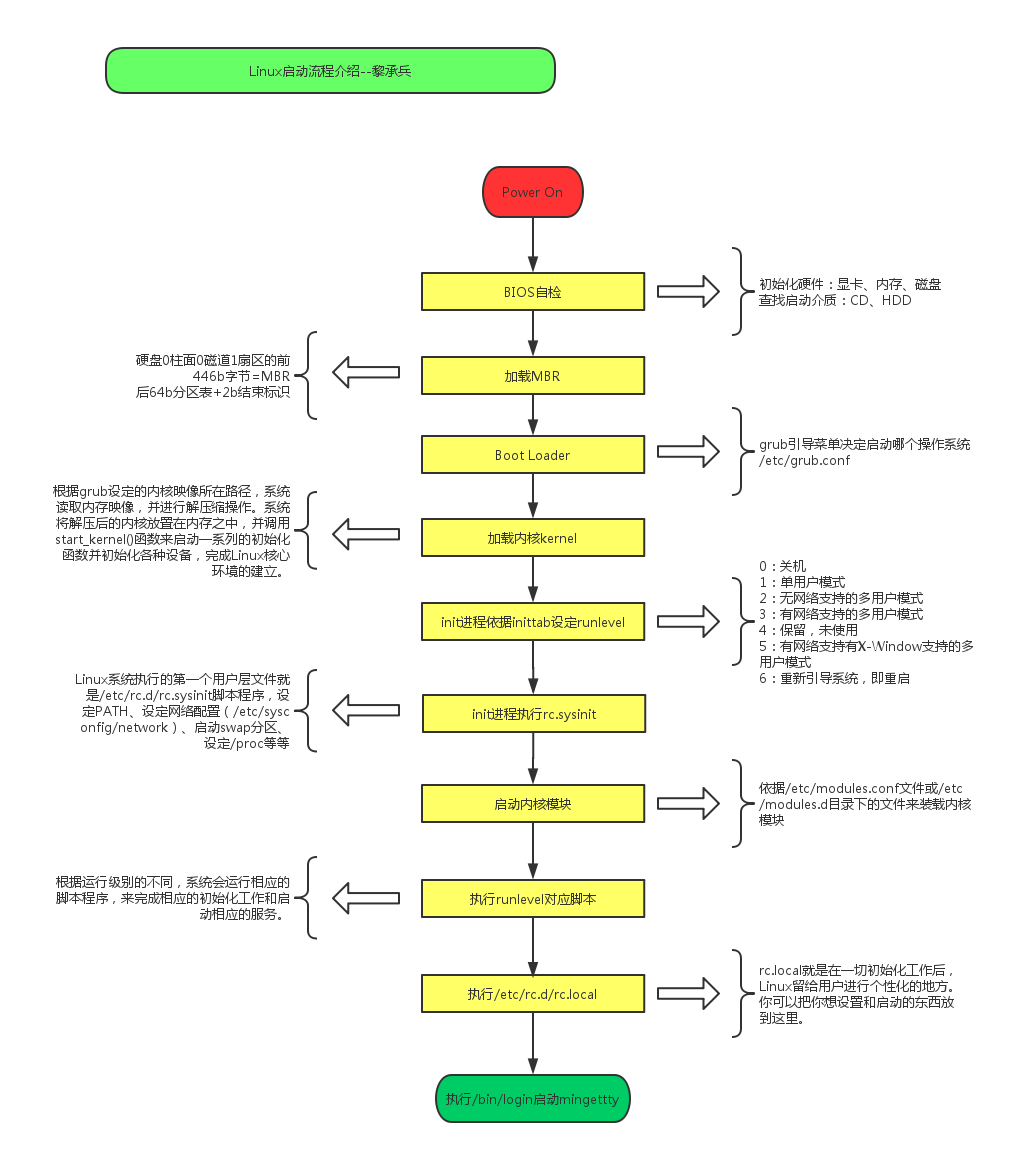 Linux启动流程介绍--黎承兵
Power On
BIOS自检
初始化硬件：显卡、内存、磁盘
查找启动介质：CD、HDD
硬盘0柱面0磁道1扇区的前
446b字节=MBR
后64b分区表+2b结束标识
加载MBR
Boot Loader
grub引导菜单决定启动哪个操作系统
/etc/grub.conf
根据grub设定的内核映像所在路径，系统
读取内存映像，并进行解压缩操作。系统
将解压后的内核放置在内存之中，并调用
start_kernel()函数来启动一系列的初始化
函数并初始化各种设备，完成Linux核心
环境的建立。
加载内核kernel
init进程依据inittab设定runlevel
0：关机
1：单用户模式
2：无网络支持的多用户模式
3：有网络支持的多用户模式
4：保留，未使用
5：有网络支持有X-Window支持的多
用户模式
6：重新引导系统，即重启
Linux系统执行的第一个用户层文件就
是/etc/rc.d/rc.sysinit脚本程序，设
定PATH、设定网络配置（/etc/sysc
onfig/network）、启动swap分区、
设定/proc等等
init进程执行rc.sysinit
启动内核模块
依据/etc/modules.conf文件或/etc
/modules.d目录下的文件来装载内核
模块
根据运行级别的不同，系统会运行相应的
脚本程序，来完成相应的初始化工作和启
动相应的服务。
执行runlevel对应脚本
执行/etc/rc.d/rc.local
rc.local就是在一切初始化工作后，
Linux留给用户进行个性化的地方。
你可以把你想设置和启动的东西放
到这里。
执行/bin/login启动mingettty